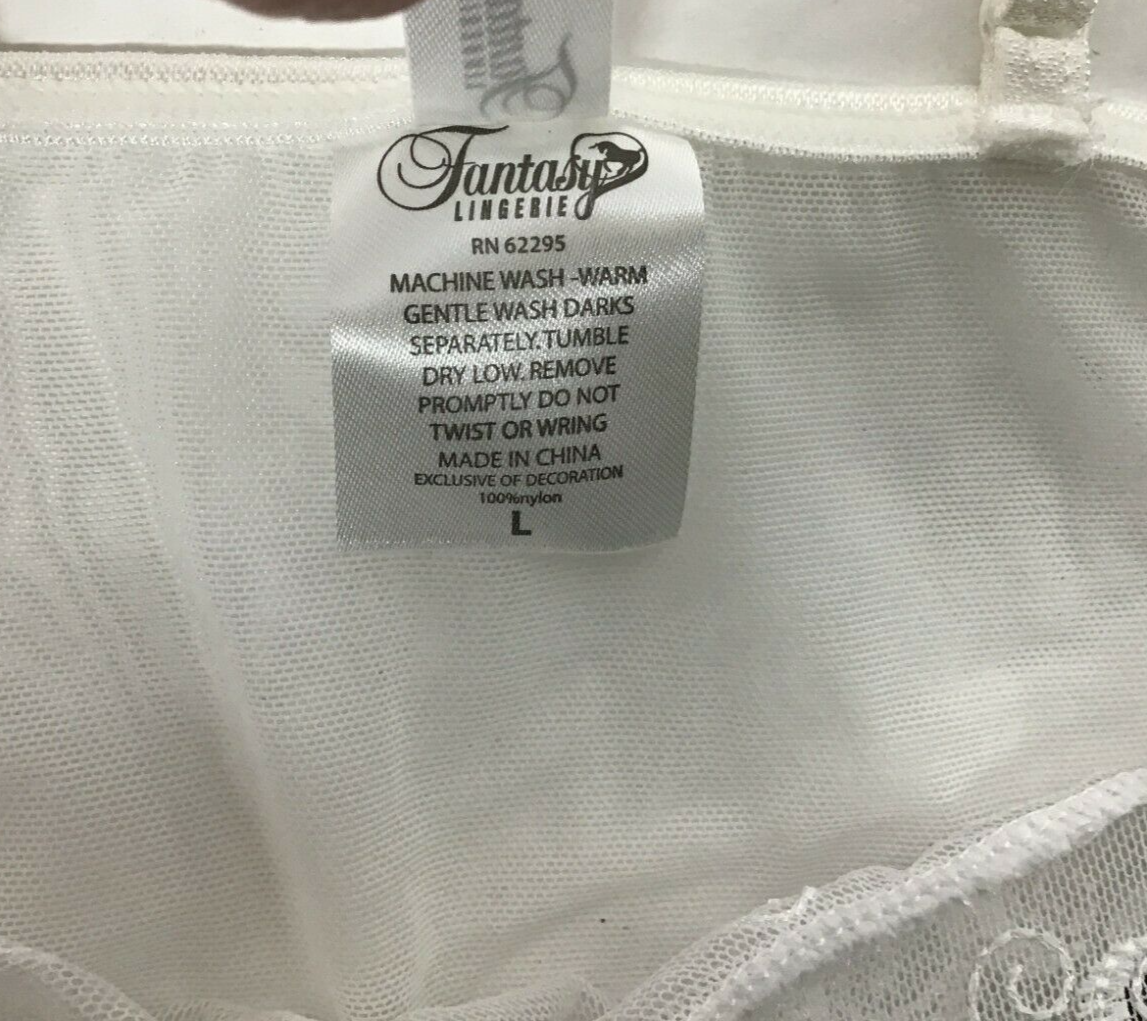 Fantasy
LINGERIE
RN 62295
MACHINE WASH -WARM
GENTLE WASH DARKS
SEPARATELY. TUMBLE
DRY LOW. REMOVE
PROMPTLY DO NOT
TWIST OR WRING
MADE IN CHINA
EXCLUSIVE OF DECORATION
100%nylon
L